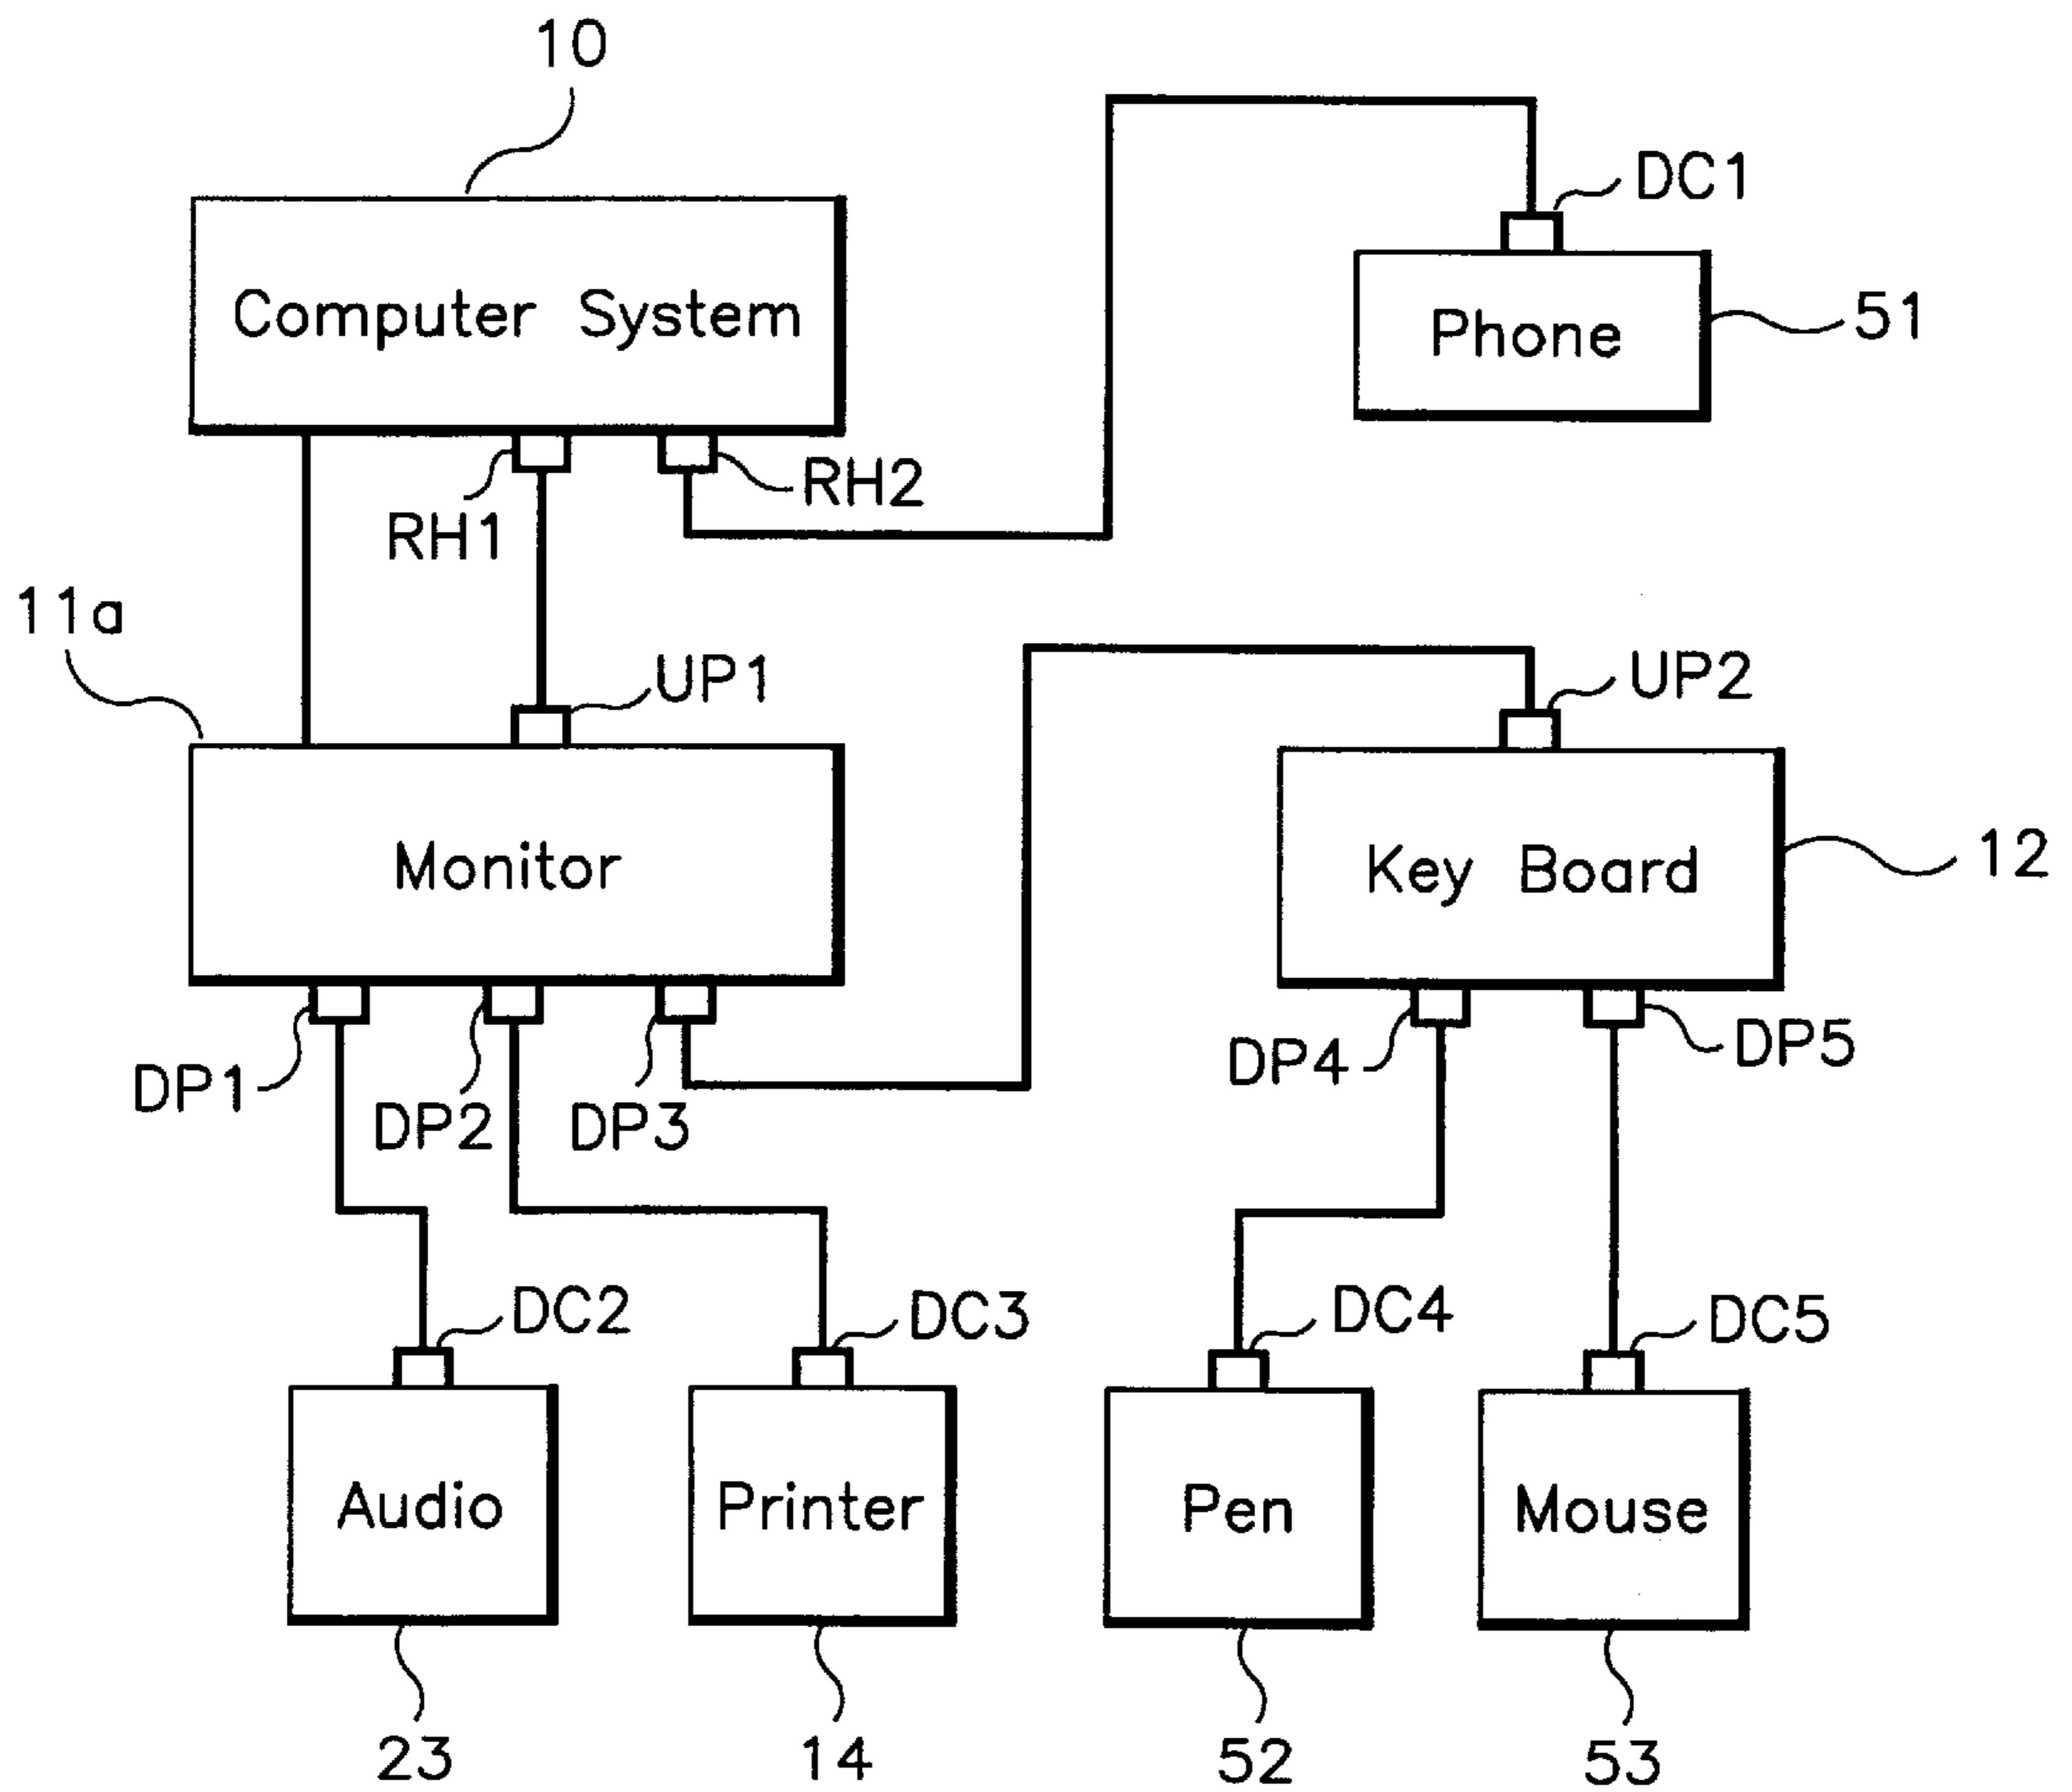 10
DC1
Computer System
Phone
51
RH1
RH2
11a
UP1
UP2
Monitor
Key Board
12
DP1
DP2
DP3
DP4
DP5
DC2
DC3
DC4
DC5
Audio
Printer
Pen
Mouse
23
14
52
53